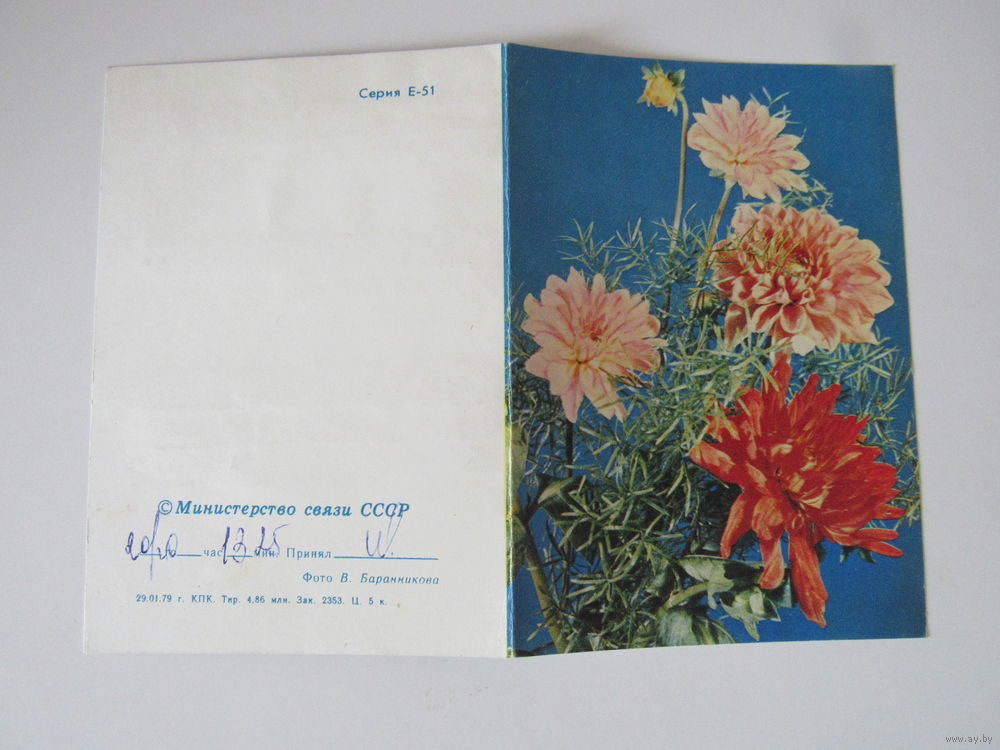 Серия Е-51
© Министерство связи СССР
час. 13 25 мин. Принял
Фото В. Баранникова
29.01.79 г. КПК. Тир. 4,86 млн. Зак. 2353. Ц. 5 к.
www.ay.by